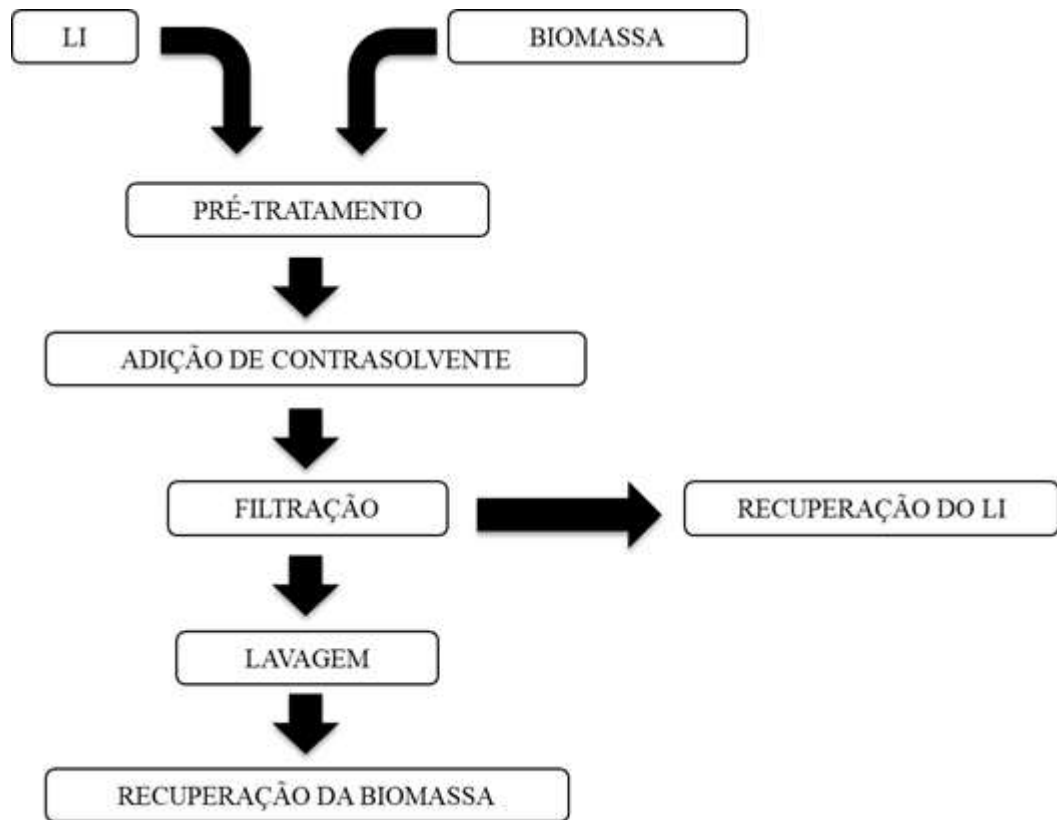 LI
BIOMASSA
PRÉ-TRATAMENTO
ADIÇÃO DE CONTRASOLVENTE
FILTRAÇÃO
RECUPERAÇÃO DO LI
LAVAGEM
RECUPERAÇÃO DA BIOMASSA